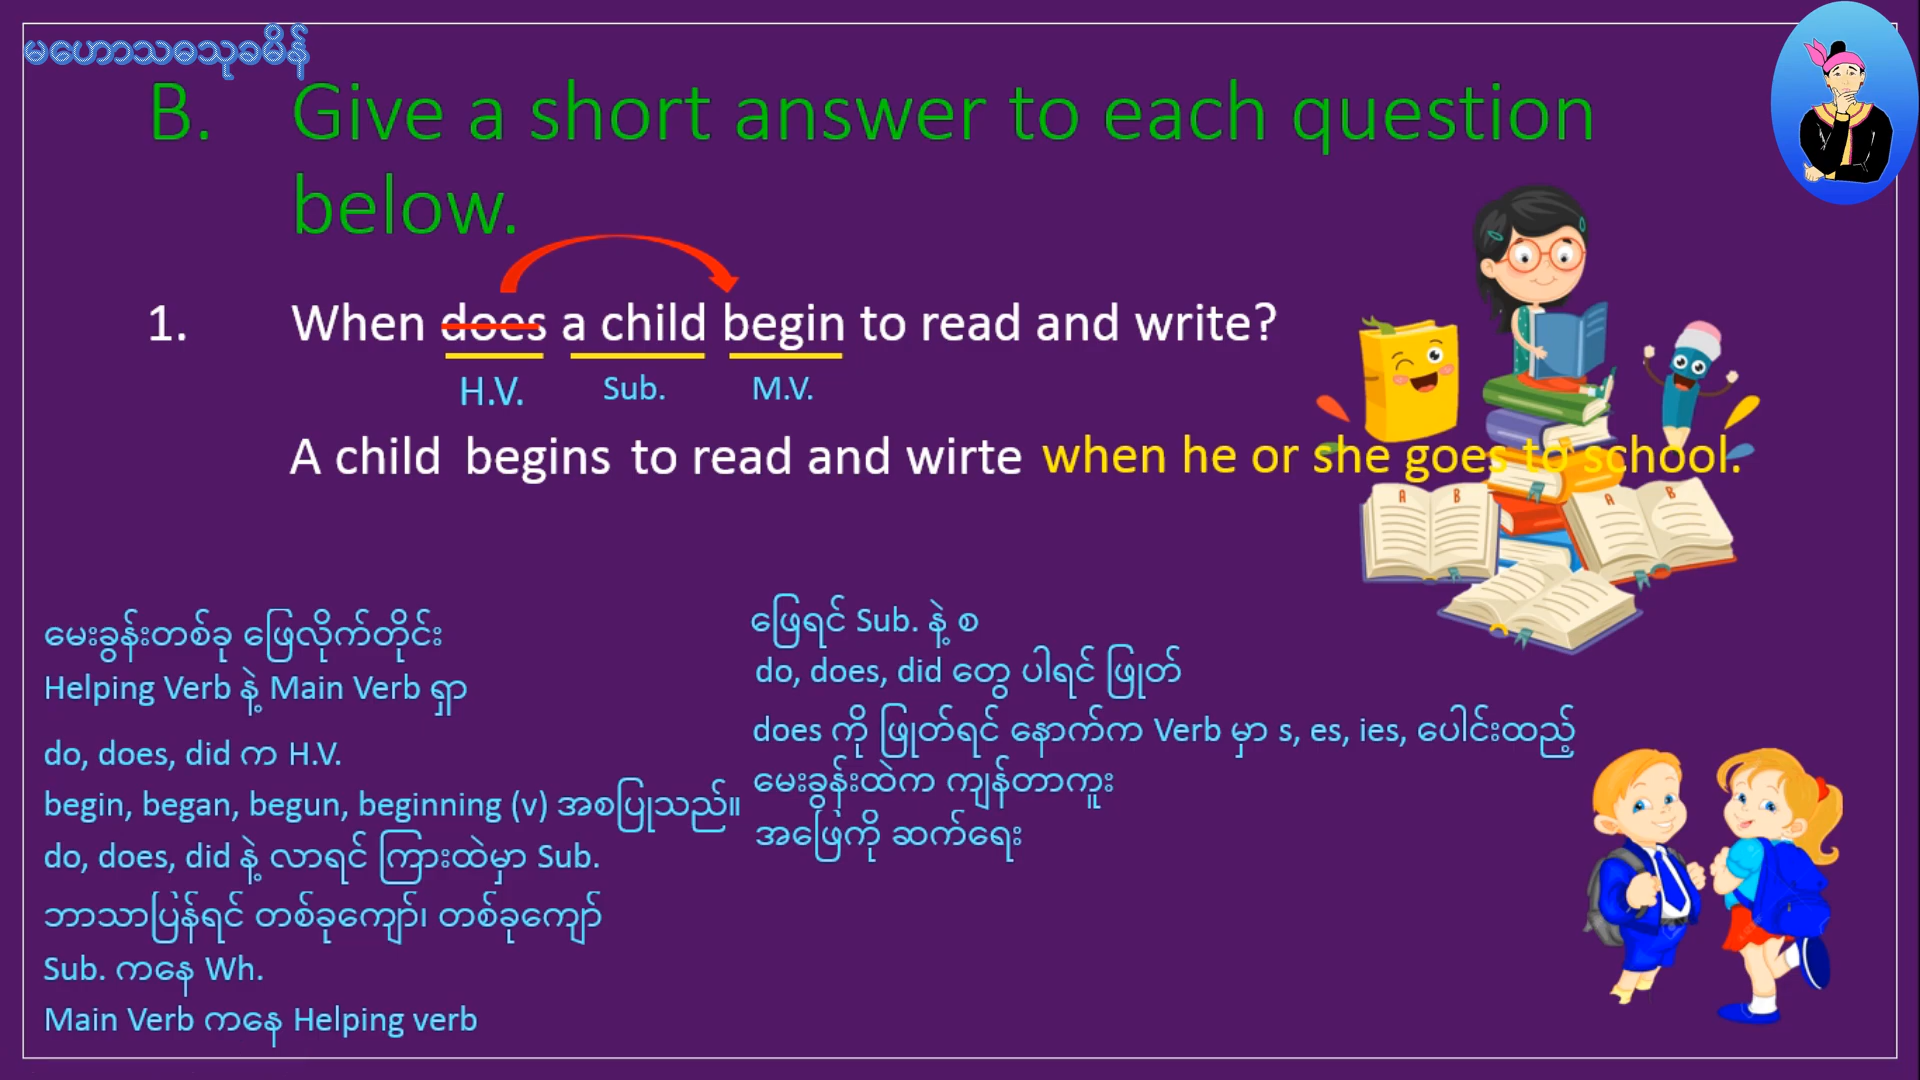 မဟောသဓသုခမိန်
B. Give a short answer to each question
below.
1. When does a child begin to read and write?
H.V. Sub. M.V.
A child begins to read and wirte when he or she goes to school.
မေးခွန်းတစ်ခု ဖြေလိုက်တိုင်း
Helping Verb နဲ့ Main Verb ရှာ
do, does, did က H.V.
begin, began, begun, beginning (v) အစပြုသည်။
do, does, did နဲ့ လာရင် ကြားထဲမှာ Sub.
ဘာသာပြန်ရင် တစ်ခုကျော်၊ တစ်ခုကျော်
Sub. ကနေ Wh.
Main Verb ကနေ Helping verb
ဖြေရင် Sub. နဲ့ စ
do, does, did တွေ ပါရင် ဖြုတ်
does ကို ဖြုတ်ရင် နောက်က Verb မှာ s, es, ies, ပေါင်းထည့်
မေးခွန်းထဲက ကျန်တာကူး
အဖြေကို ဆက်ရေး
A B
A B